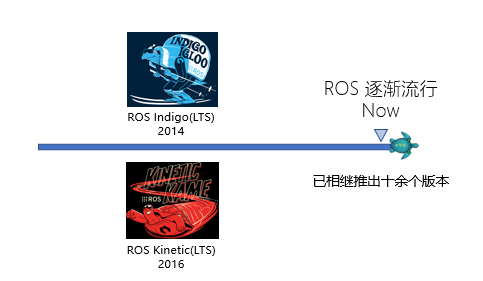 INDIGO
IGLOO
ROS
ROS Indigo(LTS)
2014
ROS 逐渐流行
Now
已相继推出十余个版本
KINETIC
KAME
ROS
ROS Kinetic(LTS)
2016